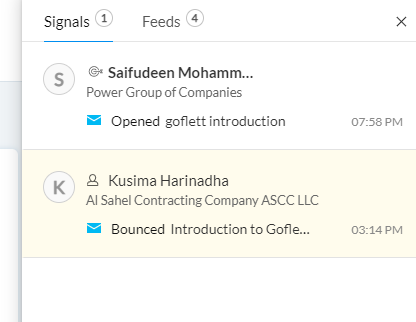 Signals 1 Feeds 4
S Saifudeen Mohamm...
Power Group of Companies
Opened goflett introduction 07:58 PM
K Kusima Harinadha
Al Sahel Contracting Company ASCC LLC
Bounced Introduction to Gofle... 03:14 PM